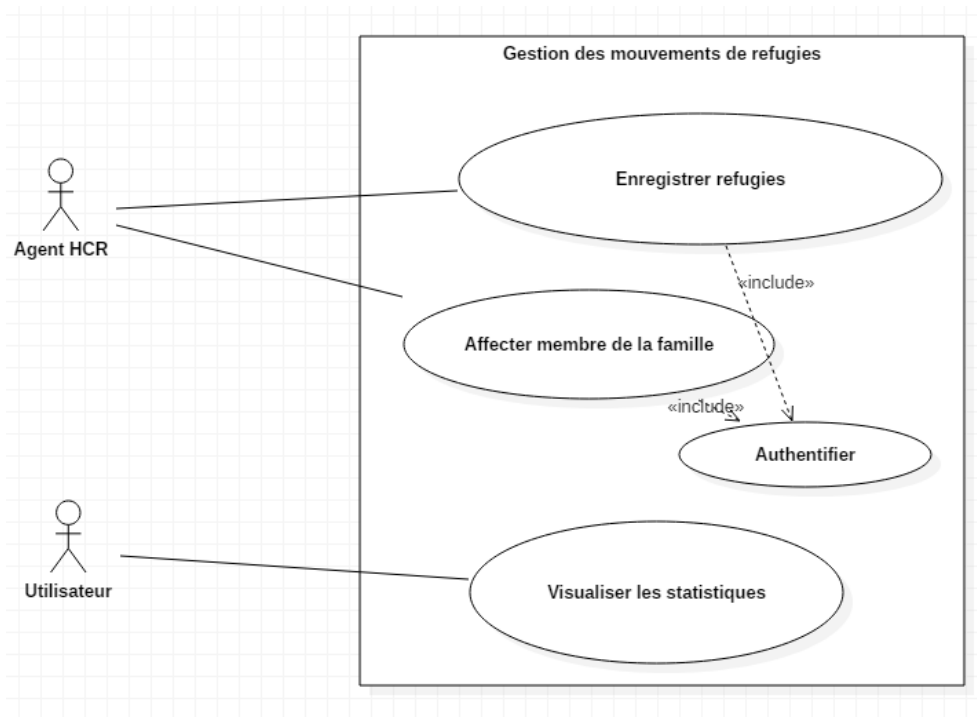 Gestion des mouvements de refugies
Enregistrer refugies
Agent HCR
«include»
Affecter membre de la famille
«include»
Authentifier
Utilisateur
Visualiser les statistiques